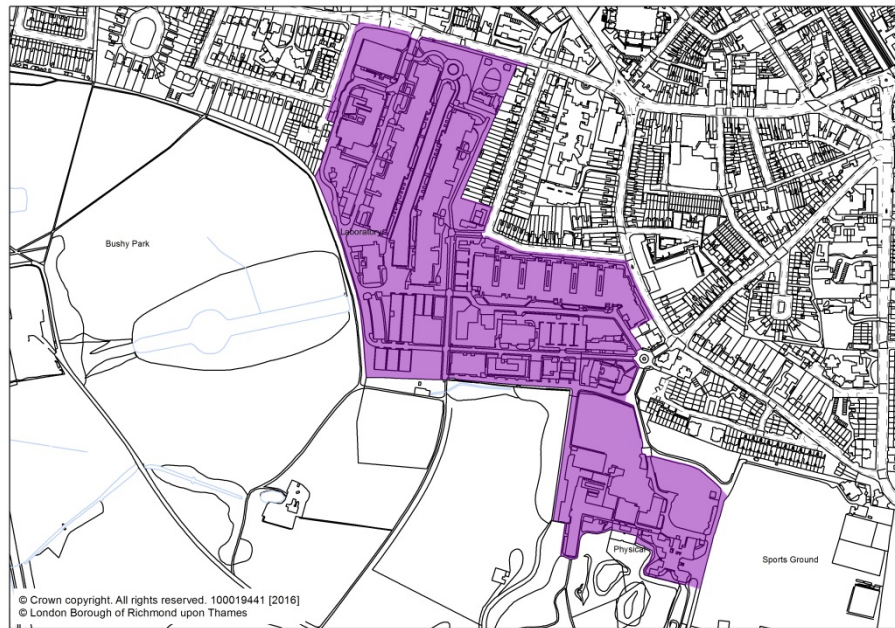 Laboratory
Bushy Park
Physical
Sports Ground
© Crown copyright. All rights reserved. 100019441 [2016]
© London Borough of Richmond upon Thames